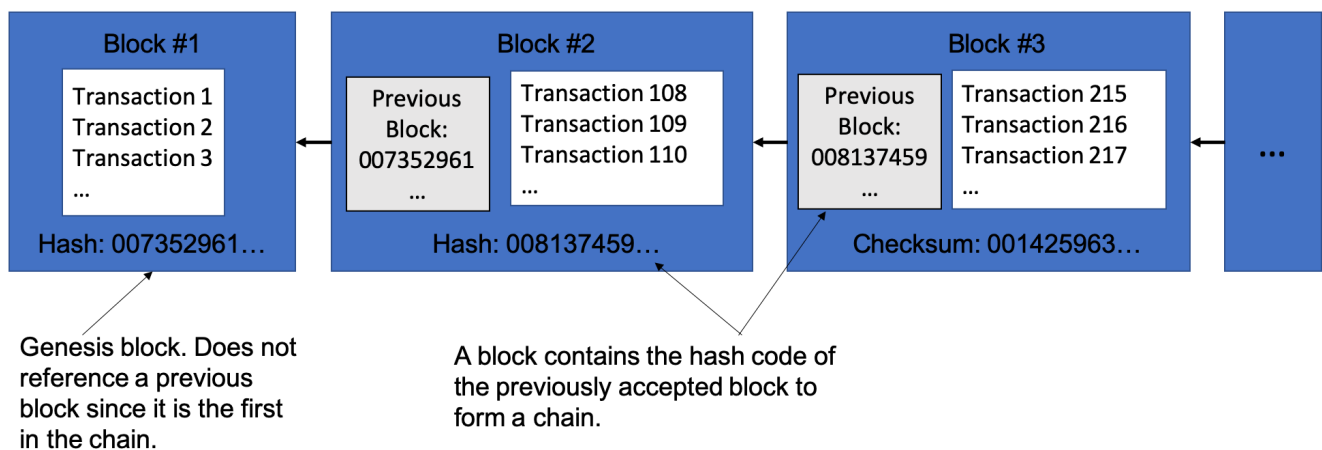 Block #1
Transaction 1
Transaction 2
Transaction 3
...
Hash: 007352961...
Block #2
Previous
Block:
007352961
...
Transaction 108
Transaction 109
Transaction 110
...
Hash: 008137459...
Block #3
Previous
Block:
008137459
...
Transaction 215
Transaction 216
Transaction 217
...
Checksum: 001425963...
...
Genesis block. Does not
reference a previous
block since it is the first
in the chain.
A block contains the hash code of
the previously accepted block to
form a chain.